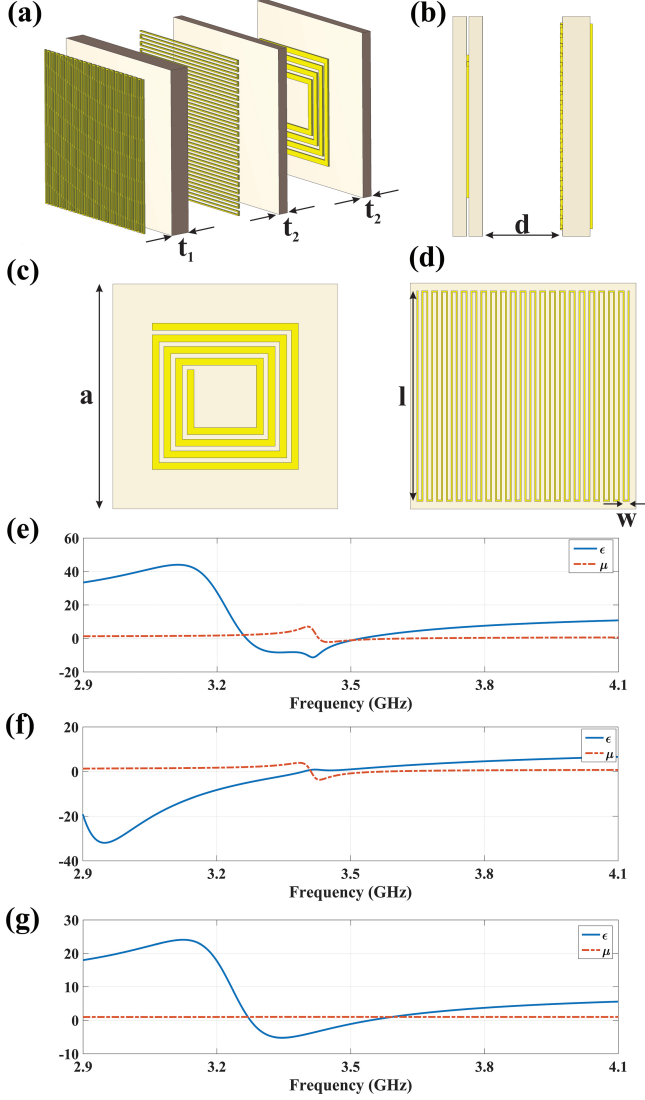 (a)
t1
t2
t2
(b)
d
(c)
a
(d)
l
w
(e)
60
40
20
0
-20
2.9 3.2 3.5 3.8 4.1
Frequency (GHz)
ϵ
μ
(f)
20
0
-20
-40
2.9 3.2 3.5 3.8 4.1
Frequency (GHz)
ϵ
μ
(g)
30
20
10
0
-10
2.9 3.2 3.5 3.8 4.1
Frequency (GHz)
ϵ
μ